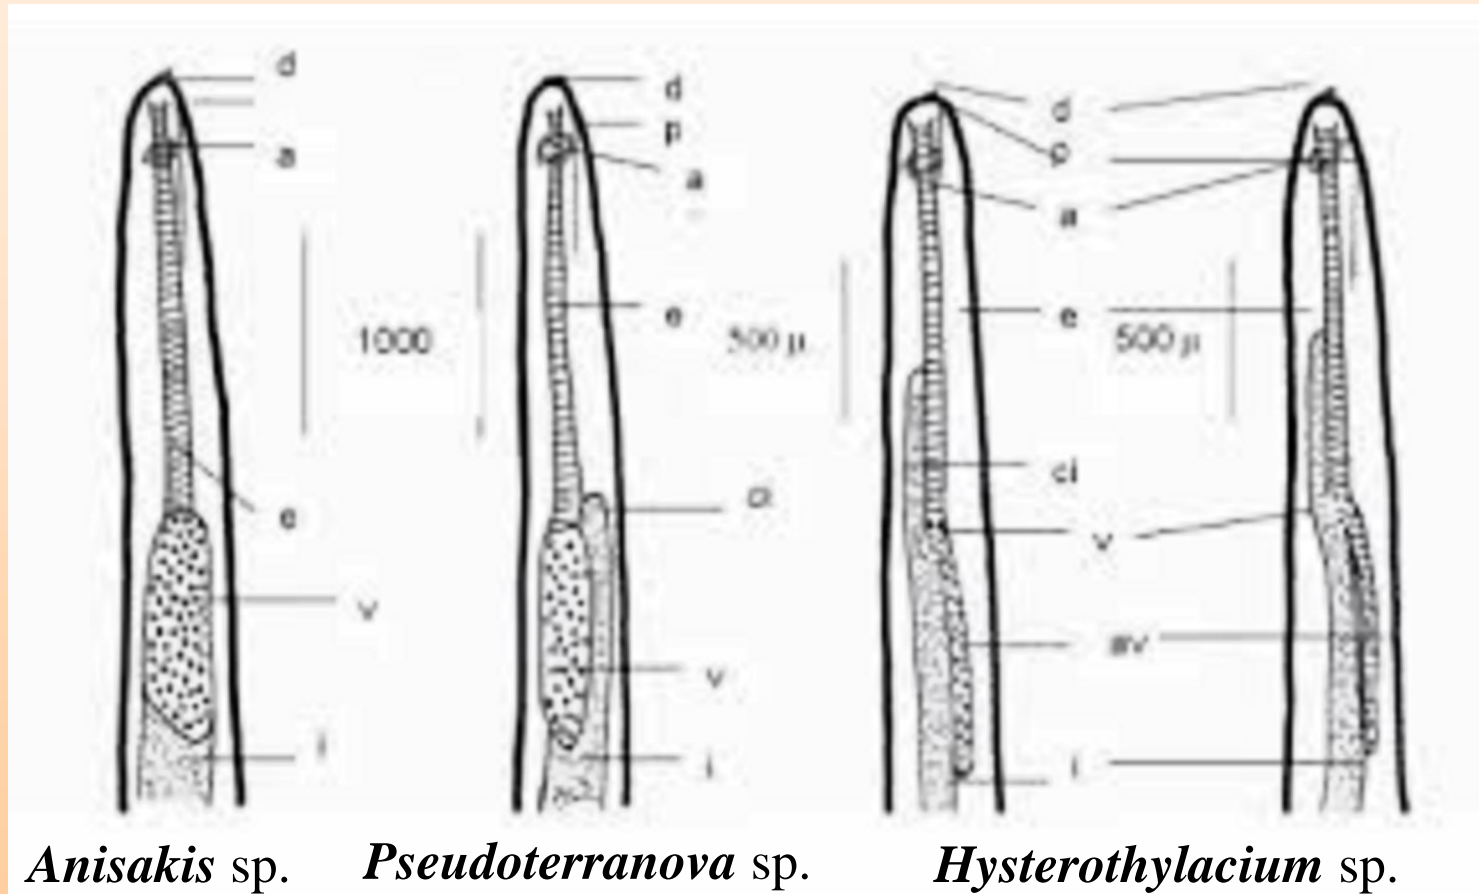 d
a
1000
e
v
i
d
p
a
e
500 µ
ci
v
i
d
p
a
e
500 µ
ci
v
av
i
Anisakis sp.
Pseudoterranova sp.
Hysterothylacium sp.